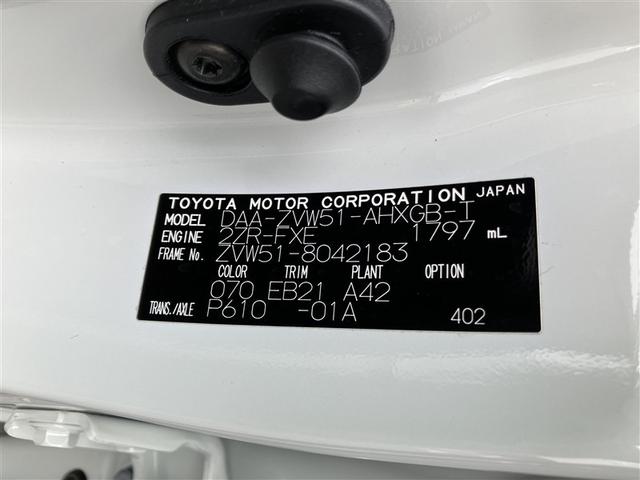 TOYOTA MOTOR CORPORATION JAPAN
MODEL DAA-ZVW51-AHXGB-I
ENGINE 2ZR-FXE 1797 mL
FRAME No. ZVW51-8042183
COLOR TRIM PLANT OPTION
070 EB21 A42
TRANS./AXLE P610 -01A 402